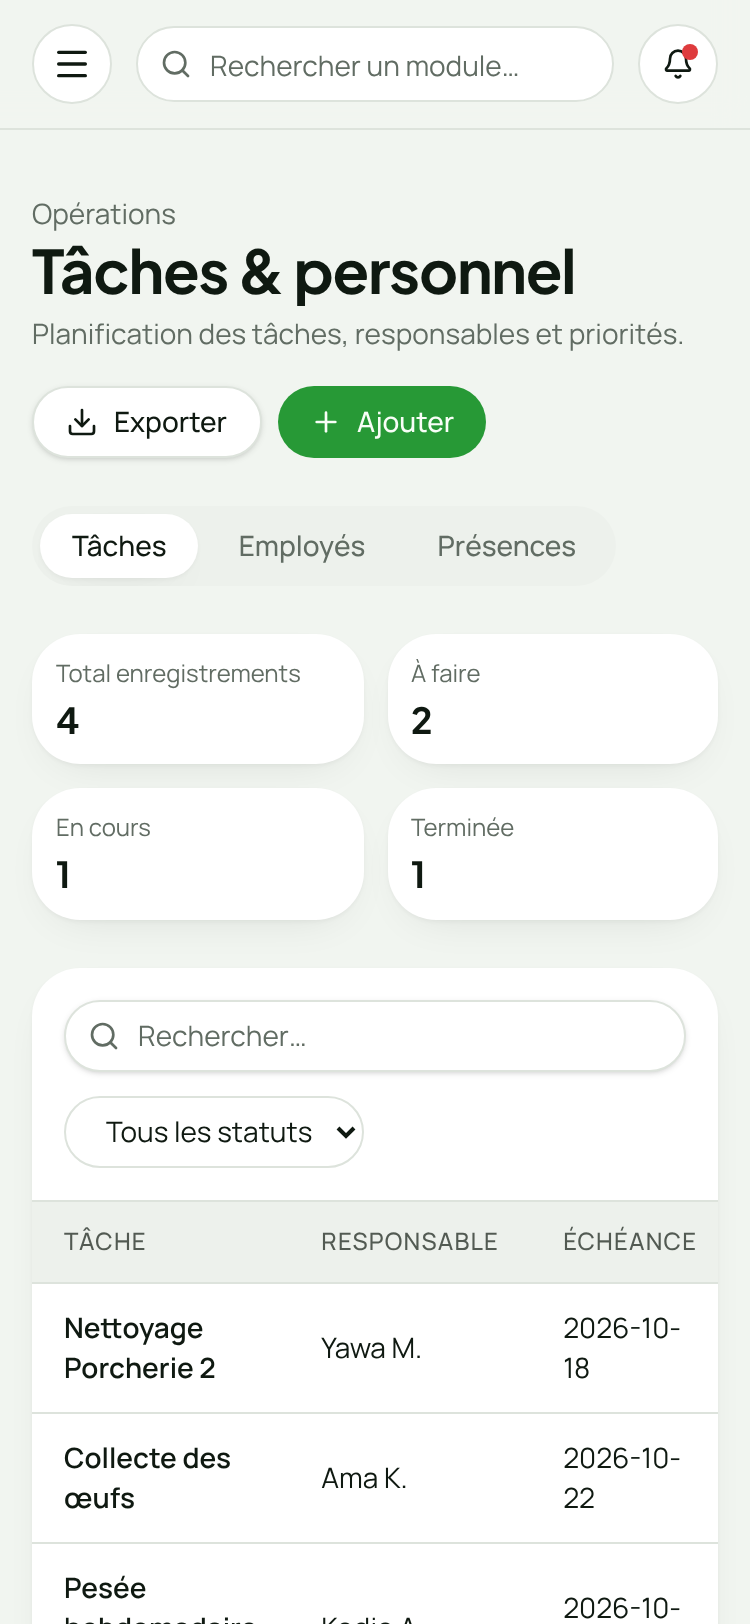 Rechercher un module...
Opérations
Tâches & personnel
Planification des tâches, responsables et priorités.
Exporter
Ajouter
Tâches Employés Présences
Total enregistrements
4
À faire
2
En cours
1
Terminée
1
Rechercher...
Tous les statuts
TÂCHE RESPONSABLE ÉCHÉANCE
Nettoyage
Porcherie 2
Yawa M.
2026-10-
18
Collecte des
œufs
Ama K.
2026-10-
22
Pesée
2026-10-